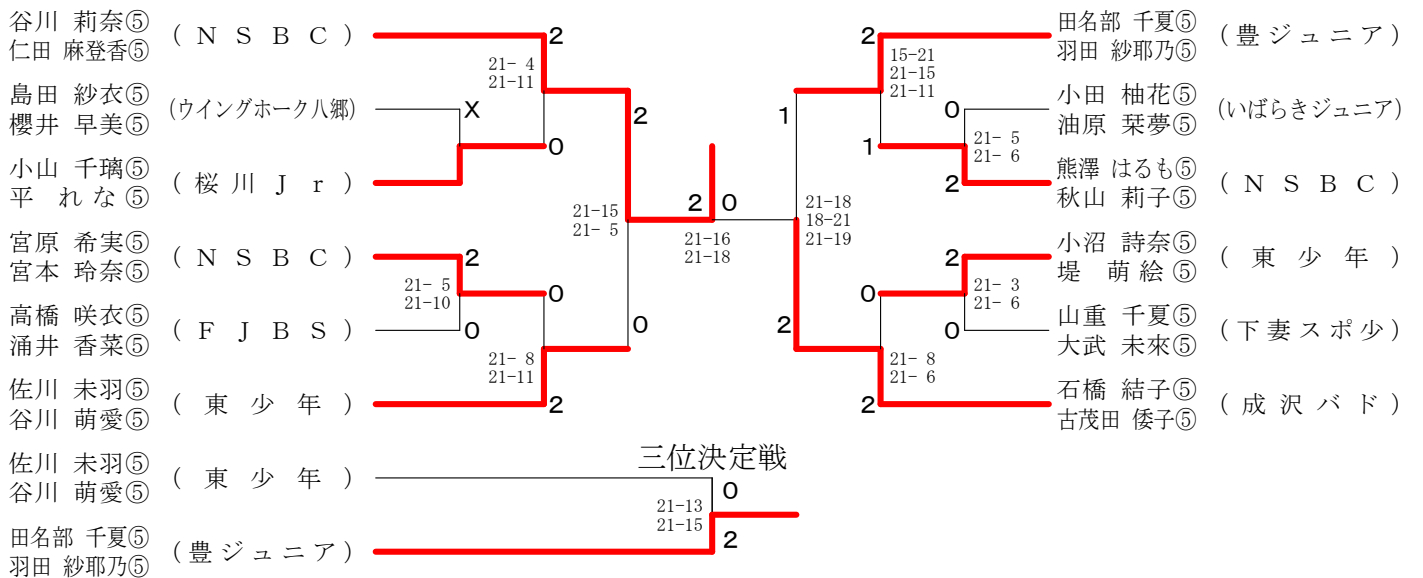 谷川 莉奈⑤
仁田 麻登香⑤
(ＮＳＢＣ)
島田 紗衣⑤
櫻井 早美⑤
(ウイングホーク八郷)
小山 千璃⑤
平 れな⑤
(桜川Ｊｒ)
宮原 希実⑤
宮本 玲奈⑤
(ＮＳＢＣ)
高橋 咲衣⑤
涌井 香菜⑤
(ＦＪＢＳ)
佐川 未羽⑤
谷川 萌愛⑤
(東少年)
2
21- 4
21-11
X
0
2
21- 5
21-10
0
0
21- 8
21-11
2
2
21-15
21- 5
0
2 0
21-16
21-18
1
21-18
18-21
21-19
2
2
15-21
21-15
21-11
1
0
21- 5
21- 6
2
2
21- 3
21- 6
0
0
21- 8
21- 6
2
田名部 千夏⑤
羽田 紗耶乃⑤
(豊ジュニア)
小田 柚花⑤
油原 栞夢⑤
(いばらきジュニア)
熊澤 はるも⑤
秋山 莉子⑤
(ＮＳＢＣ)
小沼 詩奈⑤
堤 萌絵⑤
(東少年)
山重 千夏⑤
大武 未來⑤
(下妻スポ少)
石橋 結子⑤
古茂田 倭子⑤
(成沢バド)
三位決定戦
佐川 未羽⑤
谷川 萌愛⑤
(東少年)
0
21-13
21-15
2
田名部 千夏⑤
羽田 紗耶乃⑤
(豊ジュニア)